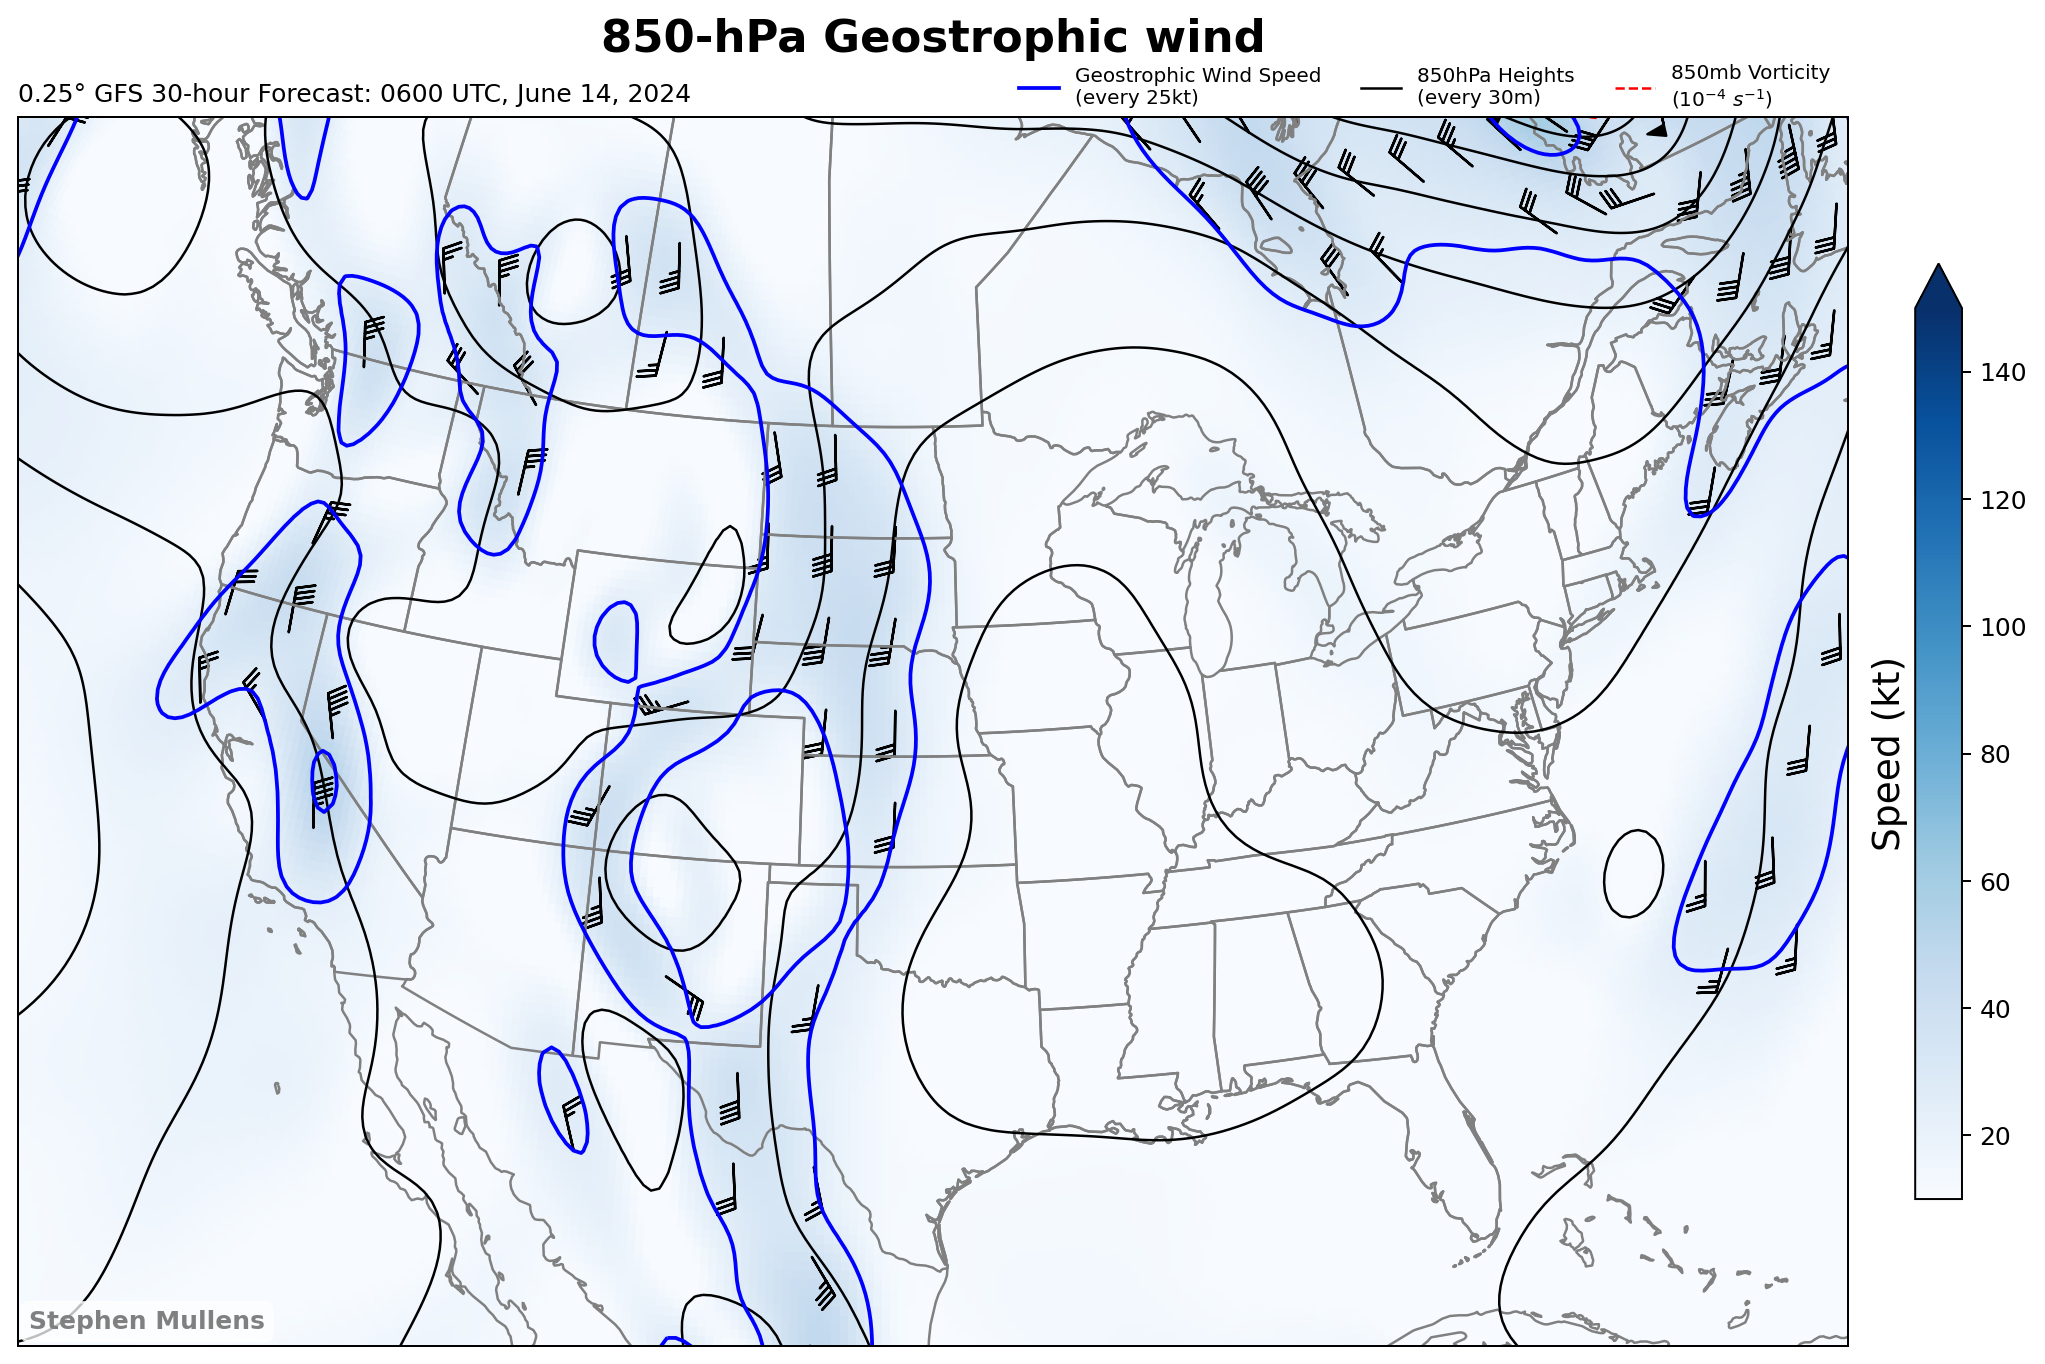 850-hPa Geostrophic wind
0.25° GFS 30-hour Forecast: 0600 UTC, June 14, 2024
Geostrophic Wind Speed
(every 25kt)
850hPa Heights
(every 30m)
850mb Vorticity
(10⁻⁴ s⁻¹)
140
120
100
80
60
40
20
Speed (kt)
Stephen Mullens